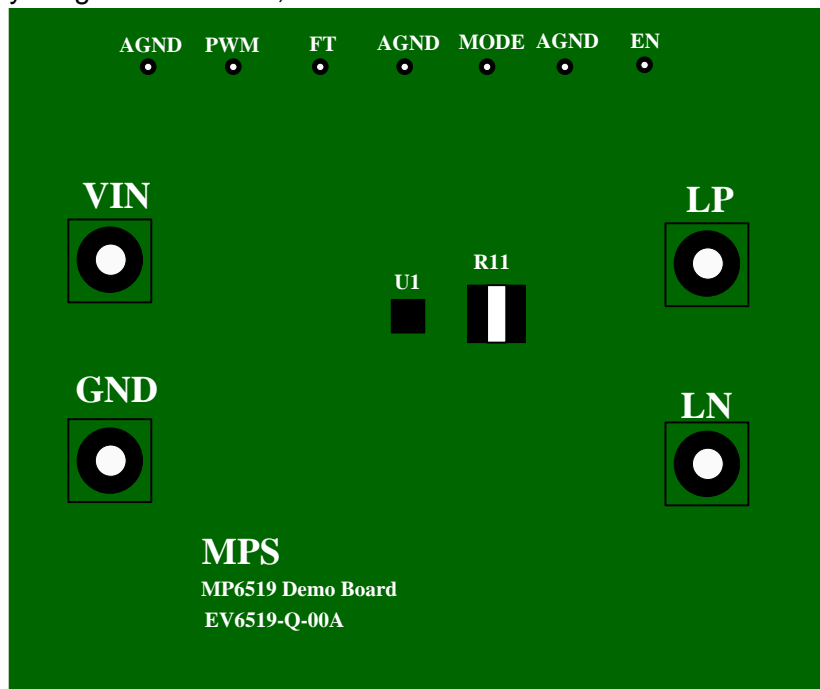 AGND PWM FT AGND MODE AGND EN
VIN LP
R11
U1
GND LN
MPS
MP6519 Demo Board
EV6519-Q-00A